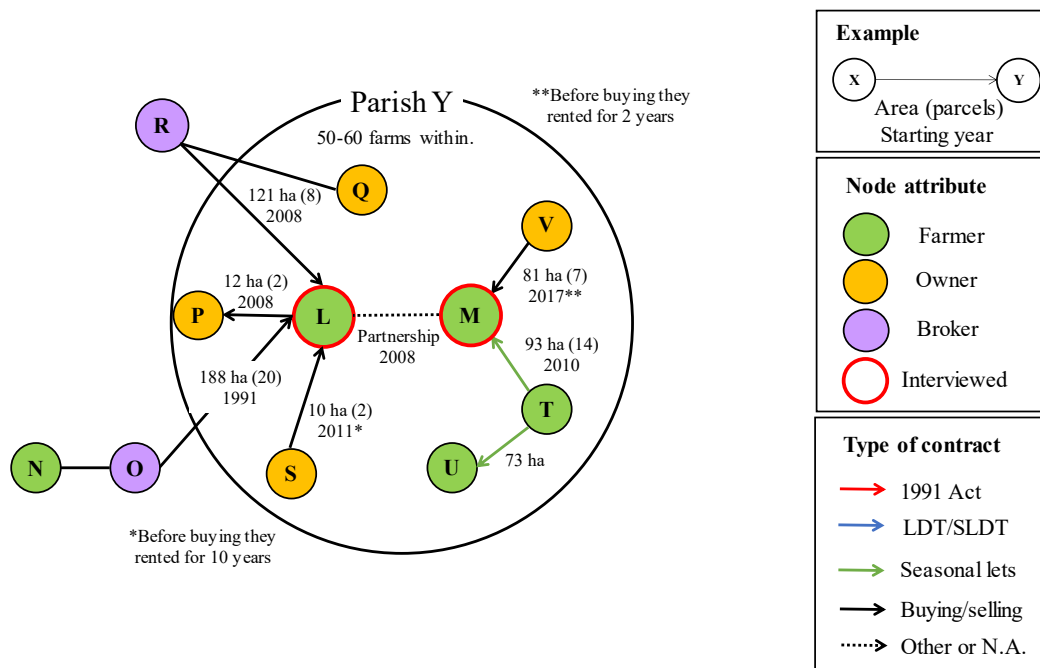 Parish Y
50-60 farms within.
**Before buying they
rented for 2 years
R
Q
121 ha (8)
2008
V
81 ha (7)
2017**
12 ha (2)
2008
P
L
M
Partnership
2008
93 ha (14)
2010
188 ha (20)
1991
10 ha (2)
2011*
T
73 ha
U
N
O
S
*Before buying they
rented for 10 years
Example
X
Y
Area (parcels)
Starting year
Node attribute
Farmer
Owner
Broker
Interviewed
Type of contract
1991 Act
LDT/SLDT
Seasonal lets
Buying/selling
Other or N.A.